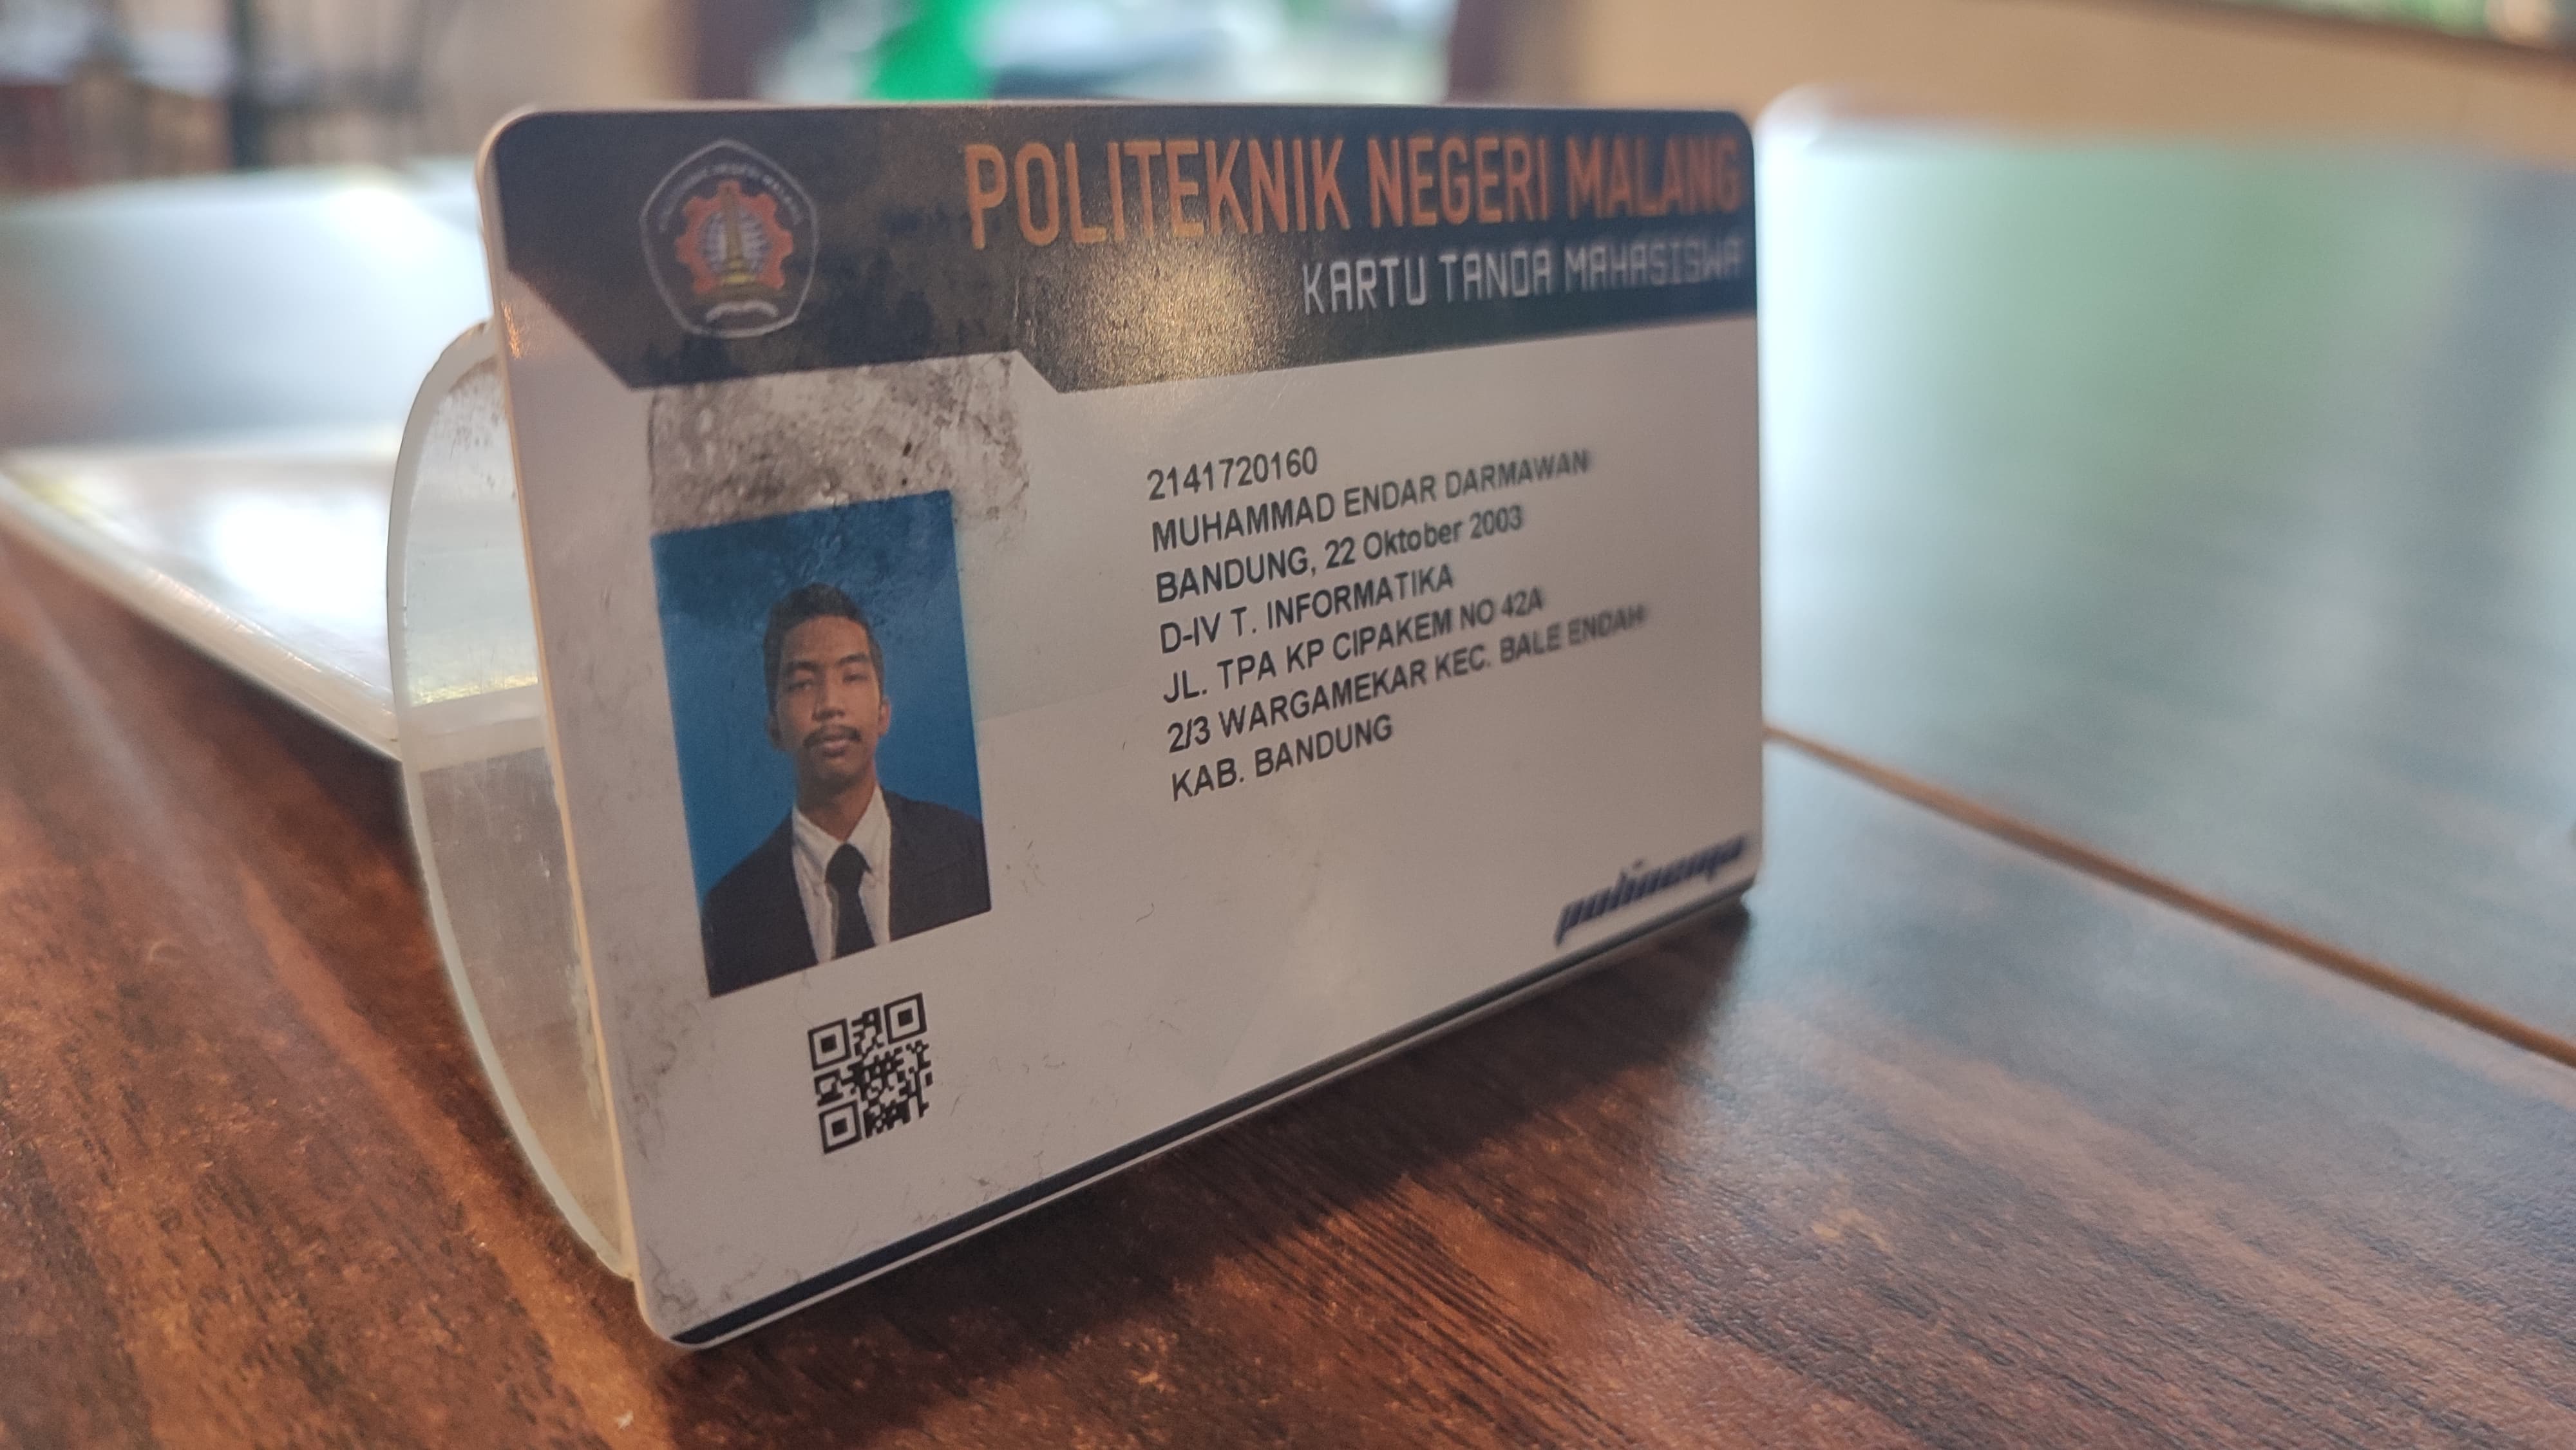 POLITEKNIK NEGERI MALANG
KARTU TANDA MAHASISWA
2141720160
MUHAMMAD ENDAR DARMAWAN
BANDUNG, 22 Oktober 2003
D-IV T. INFORMATIKA
JL. TPA KP CIPAKEM NO 42A
2/3 WARGAMEKAR KEC. BALE ENDAH
KAB. BANDUNG
polinema